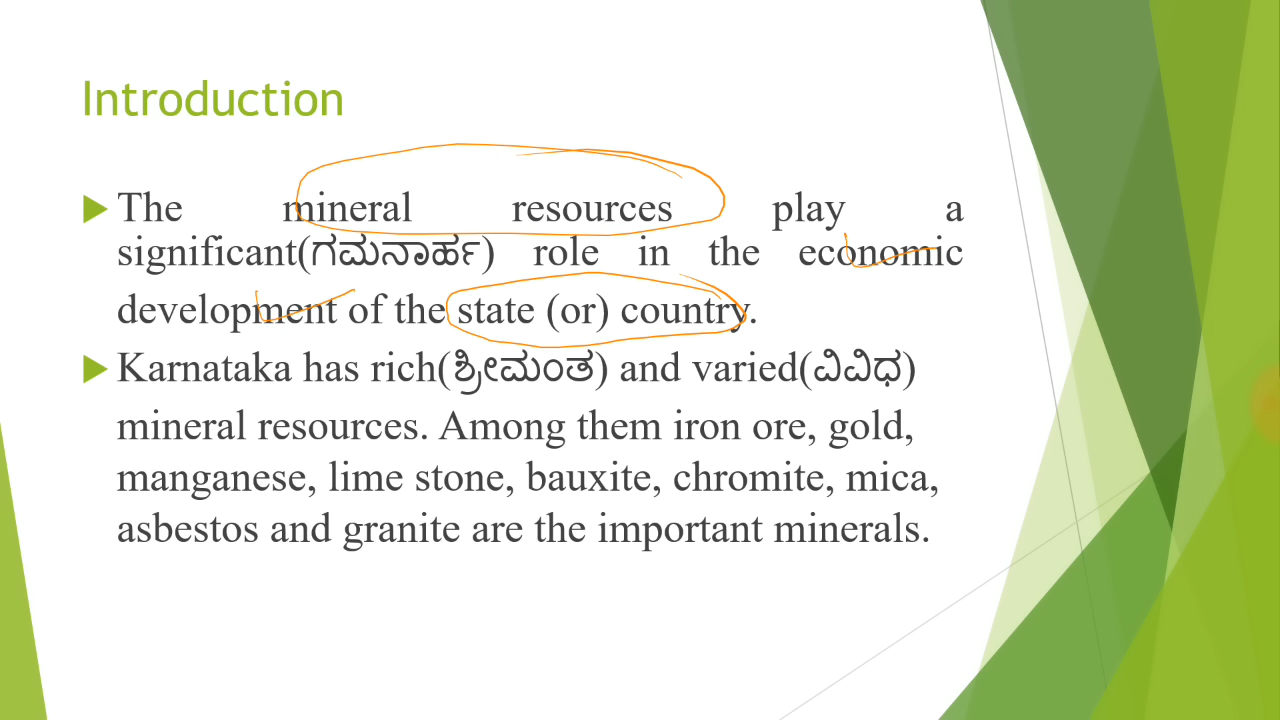 Introduction
The mineral resources play a
significant(ಗಮನಾರ್ಹ) role in the economic
development of the state (or) country.
Karnataka has rich(ಶ್ರೀಮಂತ) and varied(ವಿವಿಧ)
mineral resources. Among them iron ore, gold,
manganese, lime stone, bauxite, chromite, mica,
asbestos and granite are the important minerals.